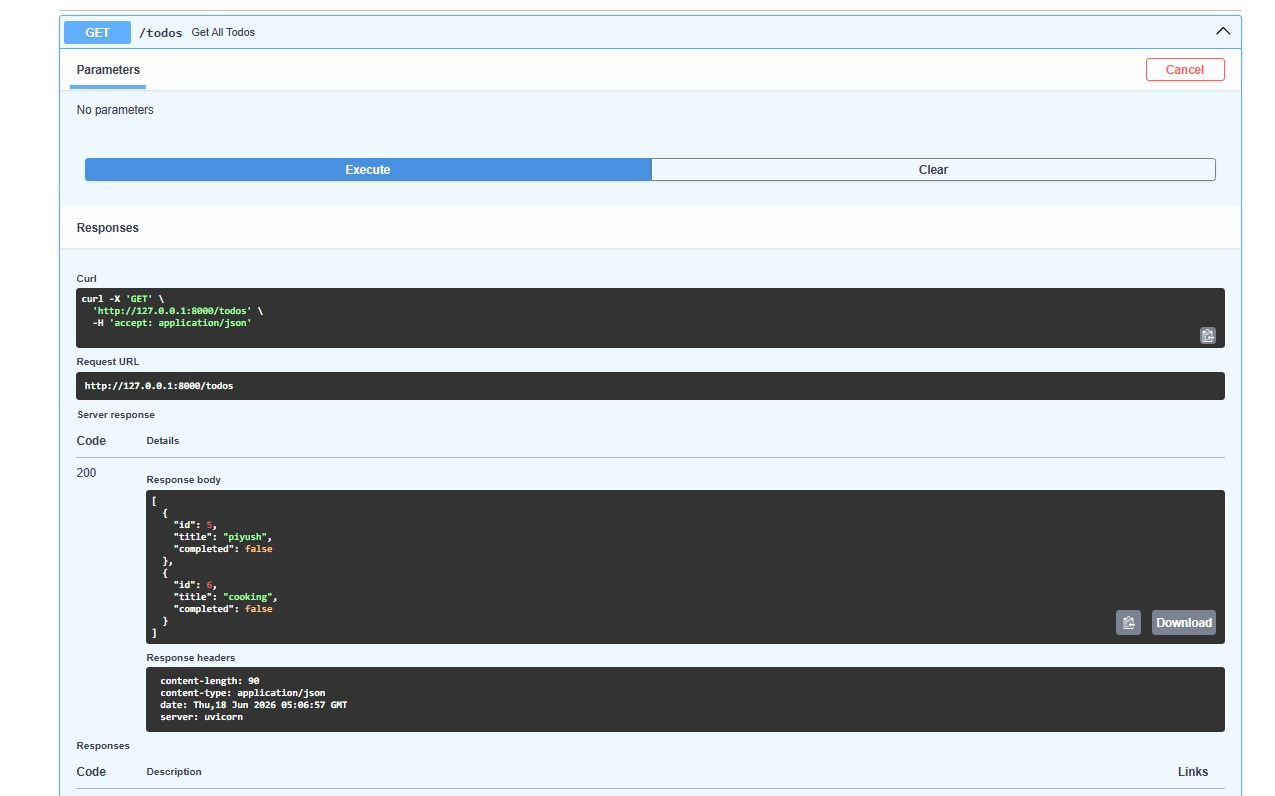 GET /todos Get All Todos
Parameters Cancel
No parameters
Execute Clear
Responses
Curl
curl -X 'GET' \
  'http://127.0.0.1:8000/todos' \
  -H 'accept: application/json'
Request URL
http://127.0.0.1:8000/todos
Server response
Code Details
200
Response body
[
  {
    "id": 5,
    "title": "piyush",
    "completed": false
  },
  {
    "id": 6,
    "title": "cooking",
    "completed": false
  }
]
Download
Response headers
content-length: 90
content-type: application/json
date: Thu,18 Jun 2026 05:06:57 GMT
server: uvicorn
Responses
Code Description Links